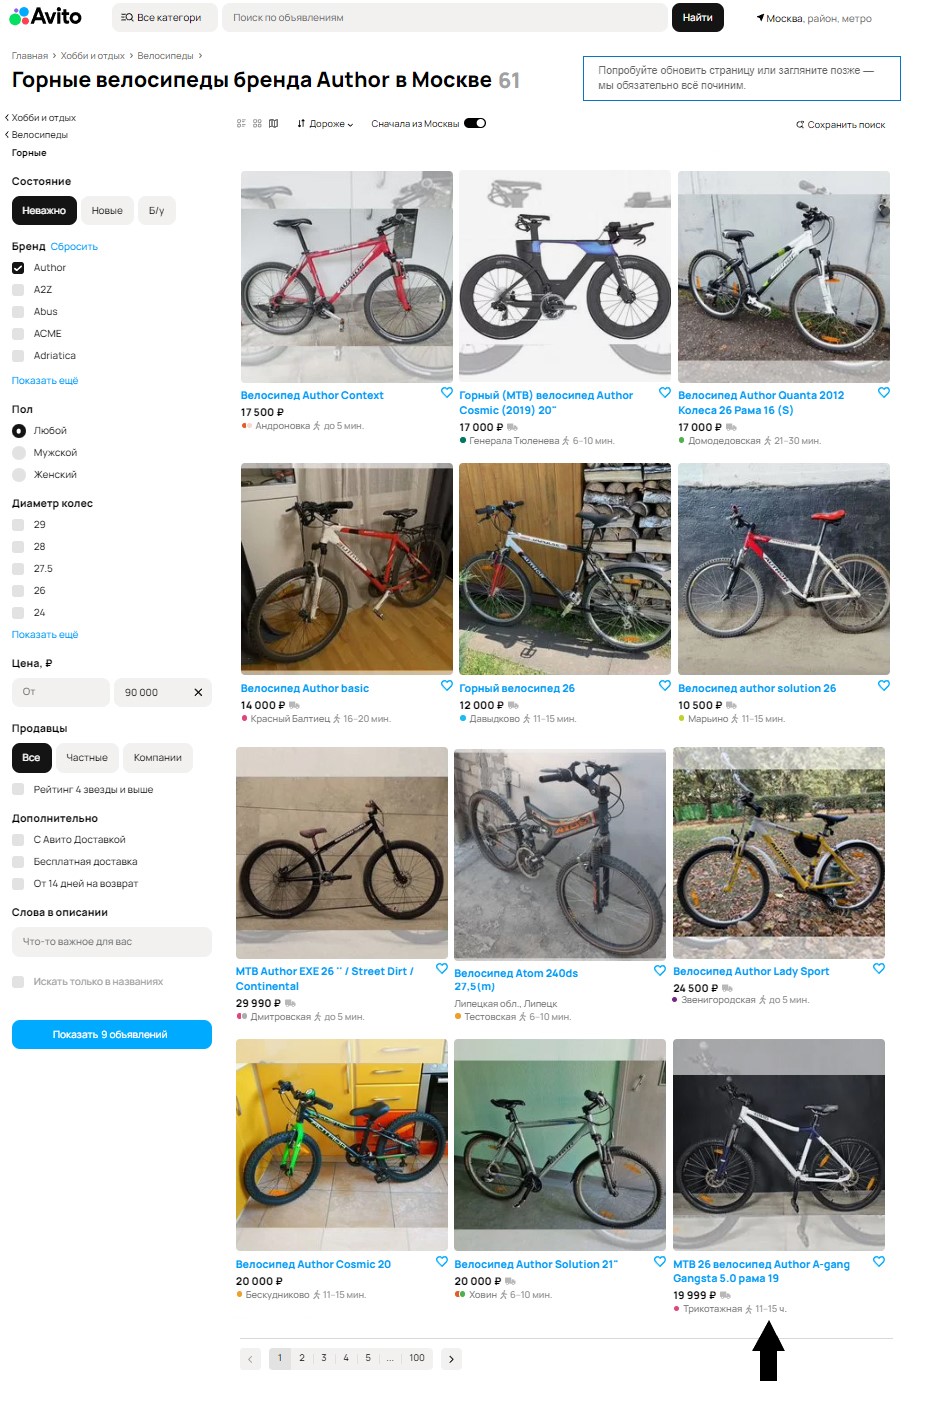 Avito
Все категори
Поиск по объявлениям
Найти
Москва, район, метро
Главная > Хобби и отдых > Велосипеды >
Горные велосипеды бренда Author в Москве 61
Попробуйте обновить страницу или загляните позже —
мы обязательно всё починим.
Хобби и отдых
Велосипеды
Горные
Дороже
Сначала из Москвы
Сохранить поиск
Состояние
Неважно
Новые
Б/у
Бренд Сбросить
Author
A2Z
Abus
ACME
Adriatica
Показать ещё
Пол
Любой
Мужской
Женский
Диаметр колес
29
28
27.5
26
24
Показать ещё
Цена, ₽
От
90 000
Продавцы
Все
Частные
Компании
Рейтинг 4 звезды и выше
Дополнительно
С Авито Доставкой
Бесплатная доставка
От 14 дней на возврат
Слова в описании
Что-то важное для вас
Искать только в названиях
Показать 9 объявлений
Велосипед Author Context
17 500 ₽
Андроновка до 5 мин.
Горный (МТВ) велосипед Author
Cosmic (2019) 20"
17 000 ₽
Генерала Тюленева 6–10 мин.
Велосипед Author Quanta 2012
Колеса 26 Рама 16 (S)
17 000 ₽
Домодедовская 21–30 мин.
Велосипед Author basic
14 000 ₽
Красный Балтиец 16–20 мин.
Горный велосипед 26
12 000 ₽
Давыдково 11–15 мин.
Велосипед author solution 26
10 500 ₽
Марьино 11–15 мин.
MTB Author EXE 26 '' / Street Dirt /
Continental
29 990 ₽
Дмитровская до 5 мин.
Велосипед Atom 240ds
27,5(m)
Липецкая обл., Липецк
Тестовская 6–10 мин.
Велосипед Author Lady Sport
24 500 ₽
Звенигородская до 5 мин.
Велосипед Author Cosmic 20
20 000 ₽
Бескудниково 11–15 мин.
Велосипед Author Solution 21"
20 000 ₽
Ховин 6–10 мин.
МТВ 26 велосипед Author A-gang
Gangsta 5.0 рама 19
19 999 ₽
Трикотажная 11–15 ч.
1 2 3 4 5 ... 100